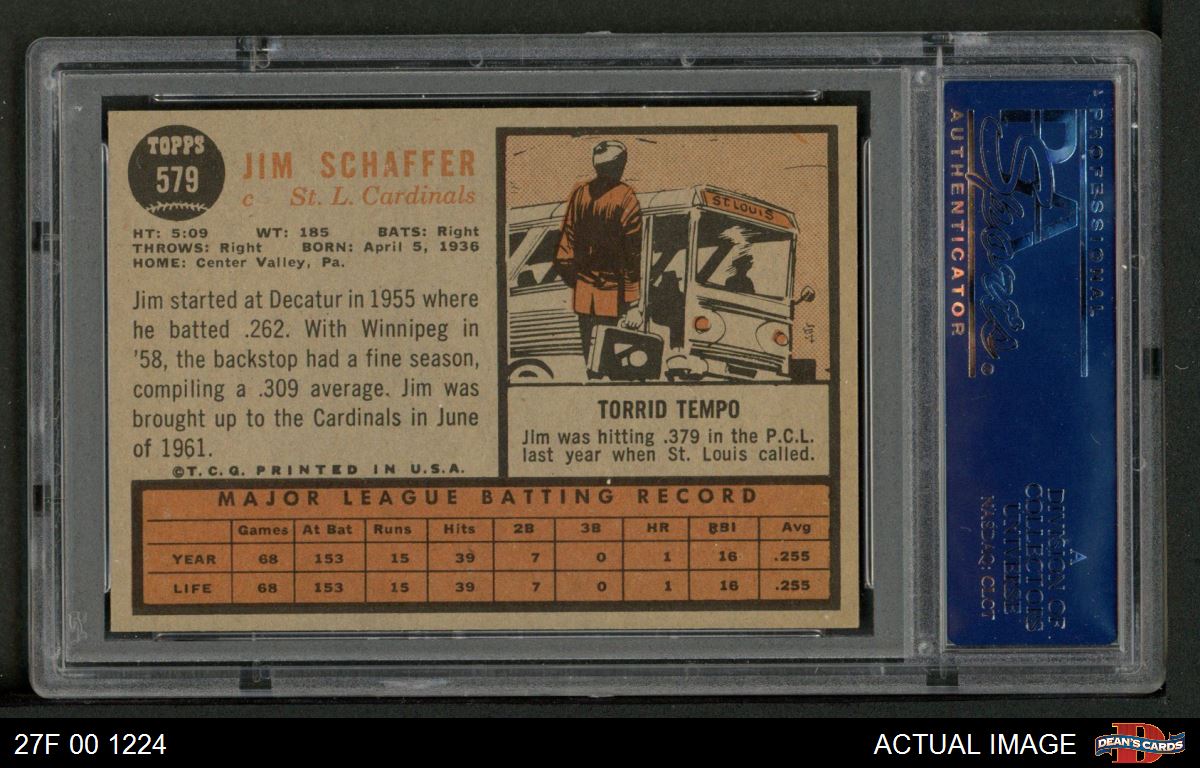 TOPPS
579
JIM SCHAFFER
c St. L. Cardinals
HT: 5:09 WT: 185 BATS: Right
THROWS: Right BORN: April 5, 1936
HOME: Center Valley, Pa.
Jim started at Decatur in 1955 where
he batted .262. With Winnipeg in
'58, the backstop had a fine season,
compiling a .309 average. Jim was
brought up to the Cardinals in June
of 1961.
©T.C.G. PRINTED IN U.S.A.
ST. LOUIS
TORRID TEMPO
Jim was hitting .379 in the P.C.L.
last year when St. Louis called.
MAJOR LEAGUE BATTING RECORD
Games At Bat Runs Hits 2B 3B HR RBI Avg
YEAR 68 153 15 39 7 0 1 16 .255
LIFE 68 153 15 39 7 0 1 16 .255
PROFESSIONAL
PSA
Sports
AUTHENTICATOR
A
DIVISION OF
COLLECTORS
UNIVERSE
NASDAQ: CLCT
27F 00 1224
ACTUAL IMAGE
DEAN'S CARDS